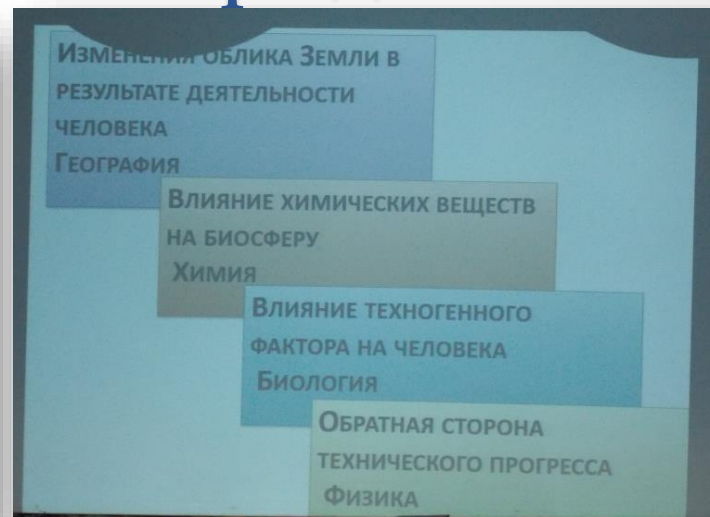 Изменения облика Земли в
результате деятельности
человека
География
Влияние химических веществ
на биосферу
Химия
Влияние техногенного
фактора на человека
Биология
Обратная сторона
технического прогресса
Физика